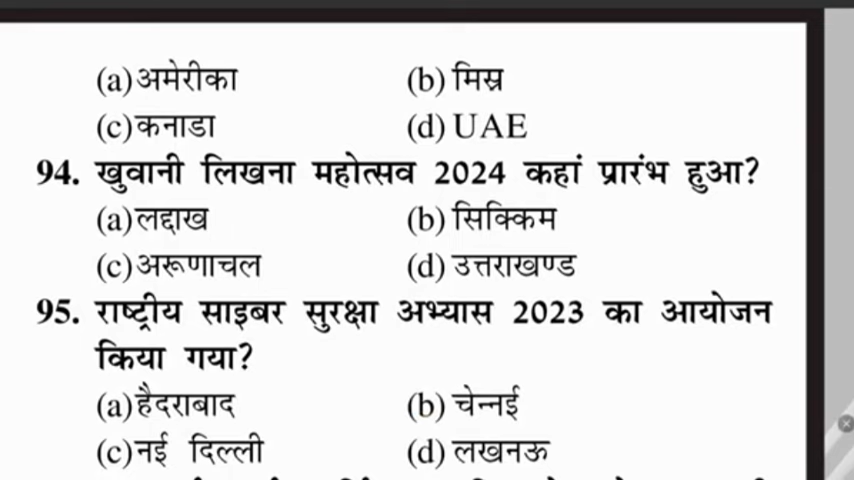 (a) अमेरीका (b) मिस्र
(c) कनाडा (d) UAE
94. खुवानी लिखना महोत्सव 2024 कहां प्रारंभ हुआ?
(a) लद्दाख (b) सिक्किम
(c) अरूणाचल (d) उत्तराखण्ड
95. राष्ट्रीय साइबर सुरक्षा अभ्यास 2023 का आयोजन
किया गया?
(a) हैदराबाद (b) चेन्नई
(c) नई दिल्ली (d) लखनऊ